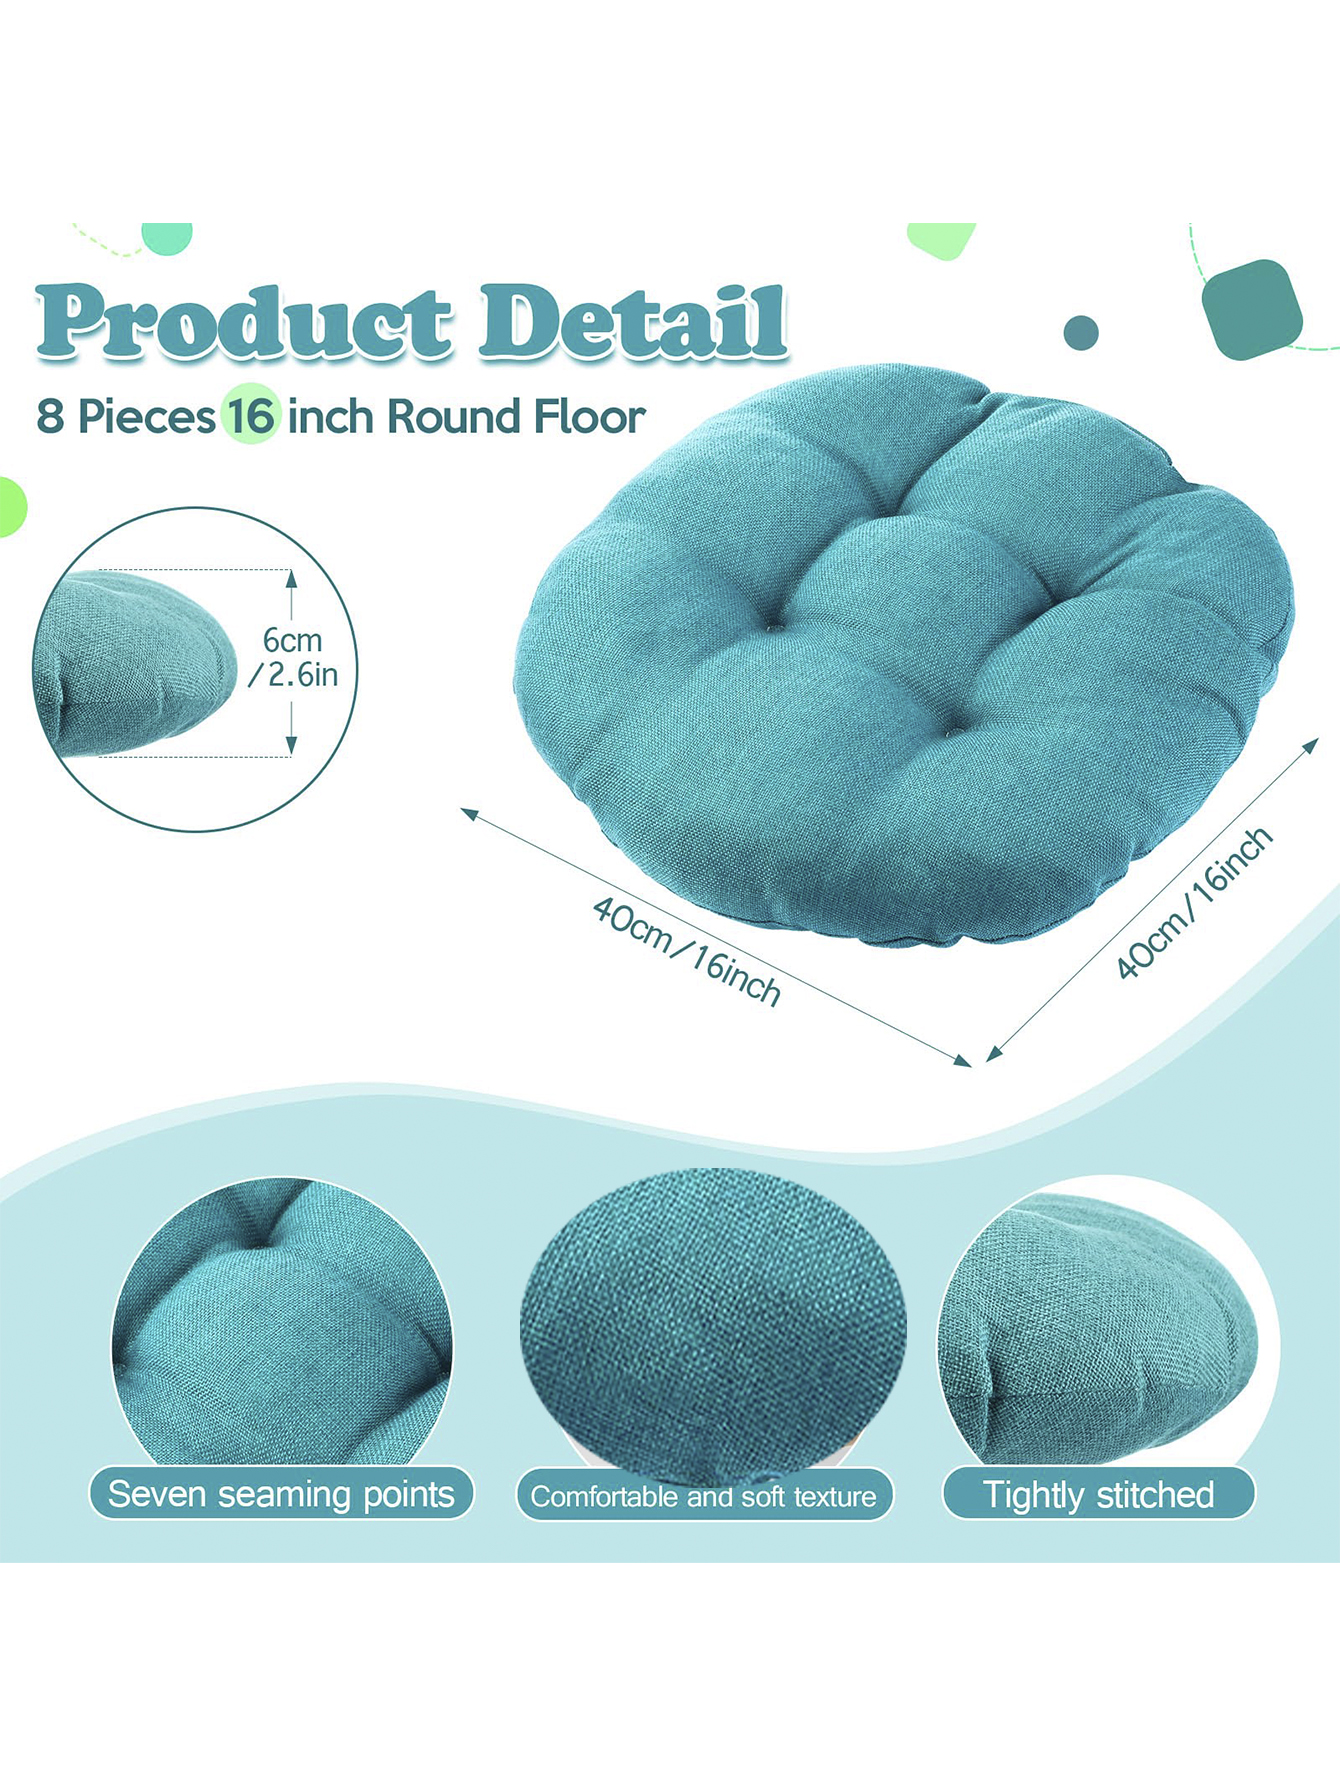 Product Detail
8 Pieces 16 inch Round Floor
6cm
/2.6in
40cm/16inch
40cm/16inch
Seven seaming points
Comfortable and soft texture
Tightly stitched